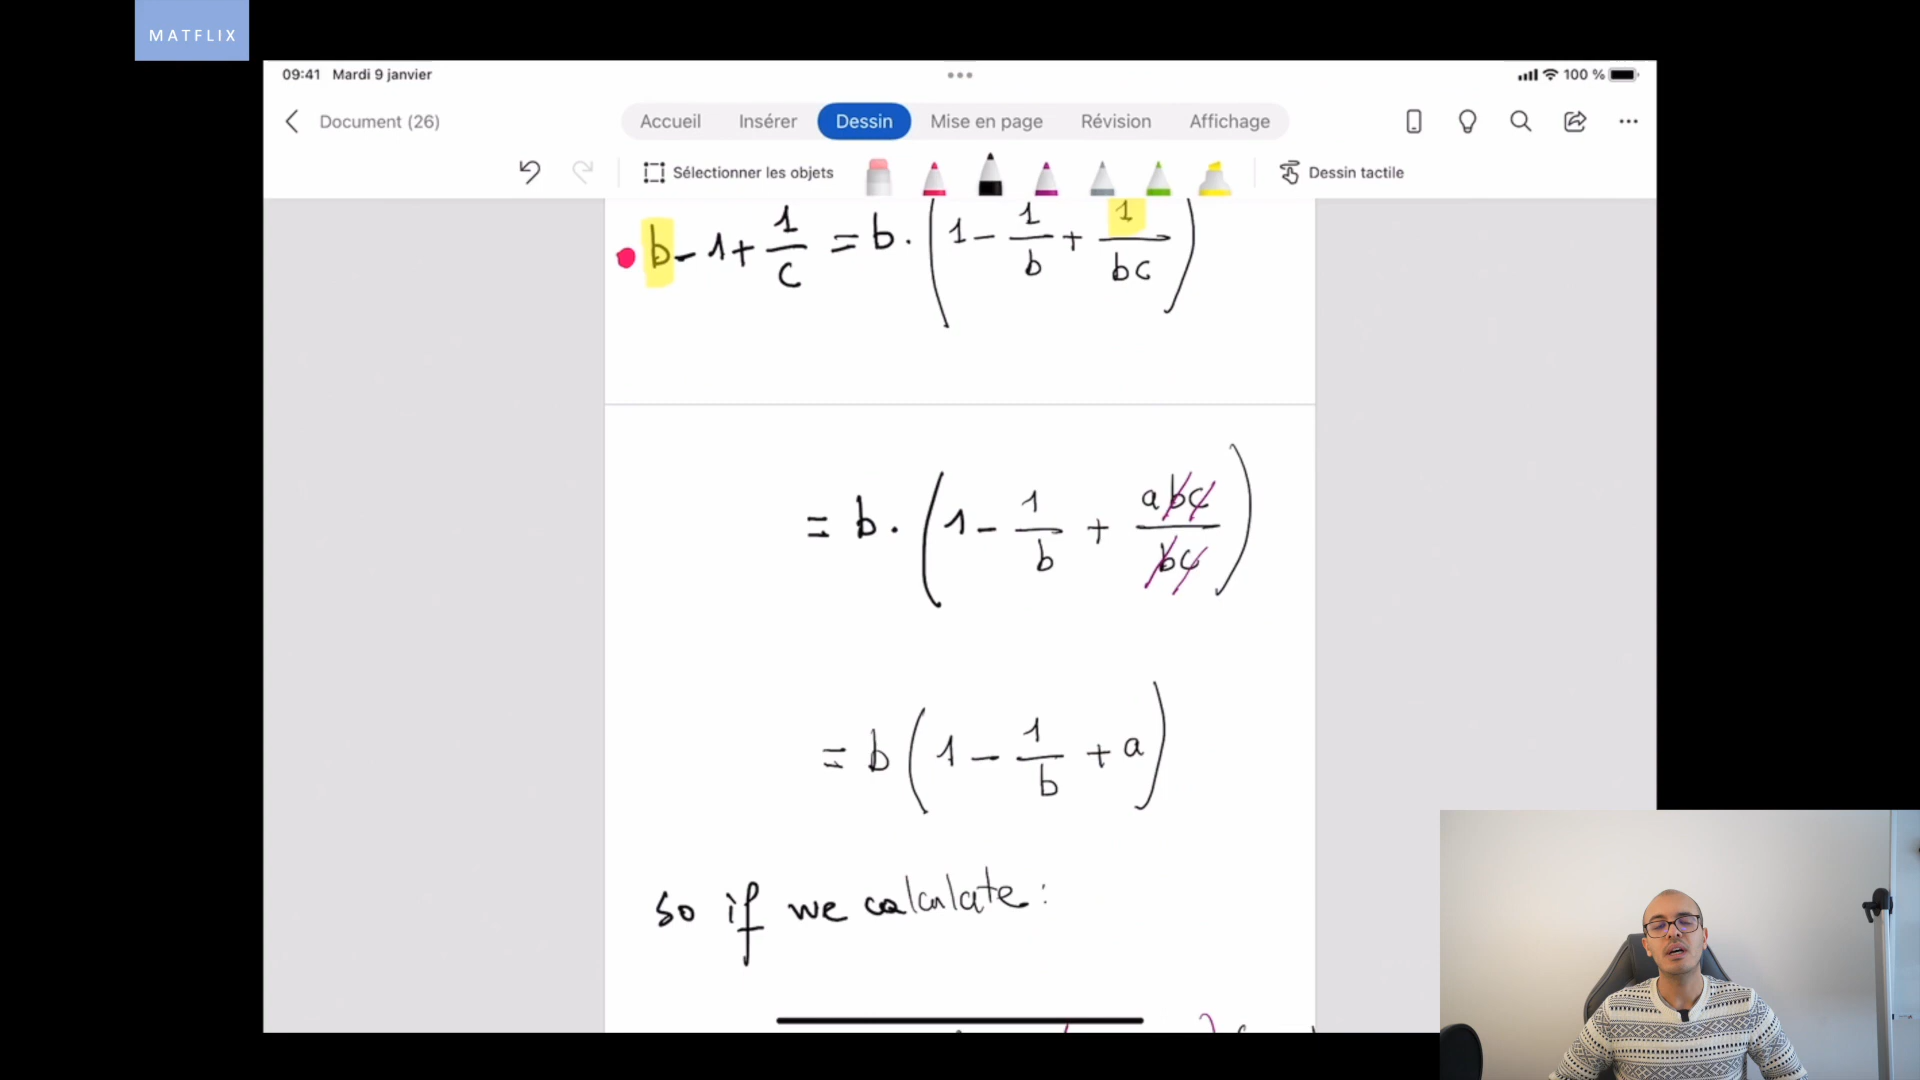 MATFLIX
09:41 Mardi 9 janvier
100 %
Document (26)
Accueil Insérer Dessin Mise en page Révision Affichage
Sélectionner les objets
Dessin tactile
b - 1 + 1/c = b . (1 - 1/b + 1/bc)
= b . (1 - 1/b + abc/bc)
= b (1 - 1/b + a)
so if we calculate :